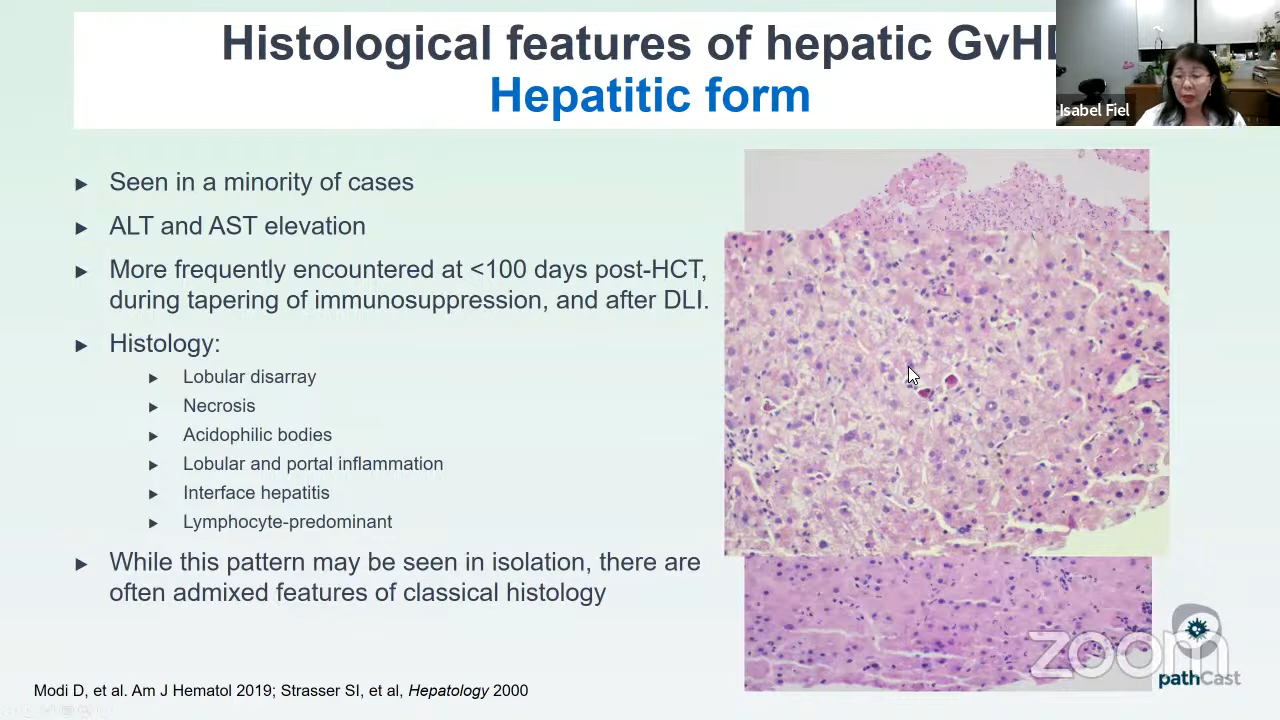 Histological features of hepatic GvHD
Hepatitic form
Isabel Fiel
► Seen in a minority of cases
► ALT and AST elevation
► More frequently encountered at <100 days post-HCT,
during tapering of immunosuppression, and after DLI.
► Histology:
► Lobular disarray
► Necrosis
► Acidophilic bodies
► Lobular and portal inflammation
► Interface hepatitis
► Lymphocyte-predominant
► While this pattern may be seen in isolation, there are
often admixed features of classical histology
zoom
pathCast
Modi D, et al. Am J Hematol 2019; Strasser SI, et al, Hepatology 2000